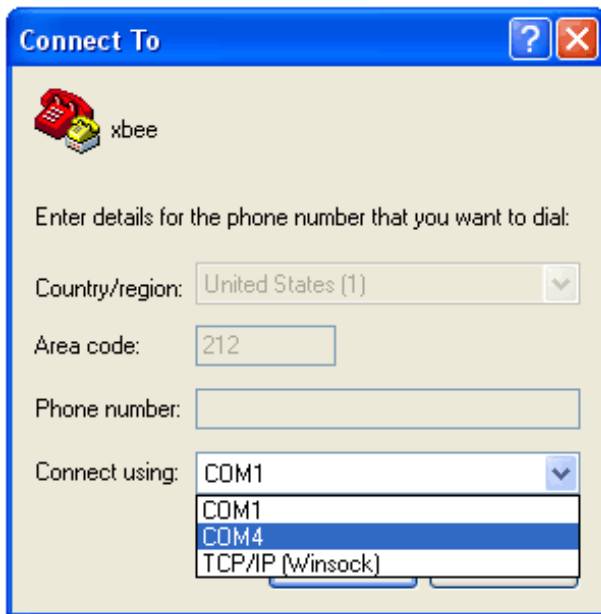 Connect To
xbee
Enter details for the phone number that you want to dial:
Country/region: United States (1)
Area code: 212
Phone number:
Connect using: COM1
COM1
COM4
TCP/IP (Winsock)